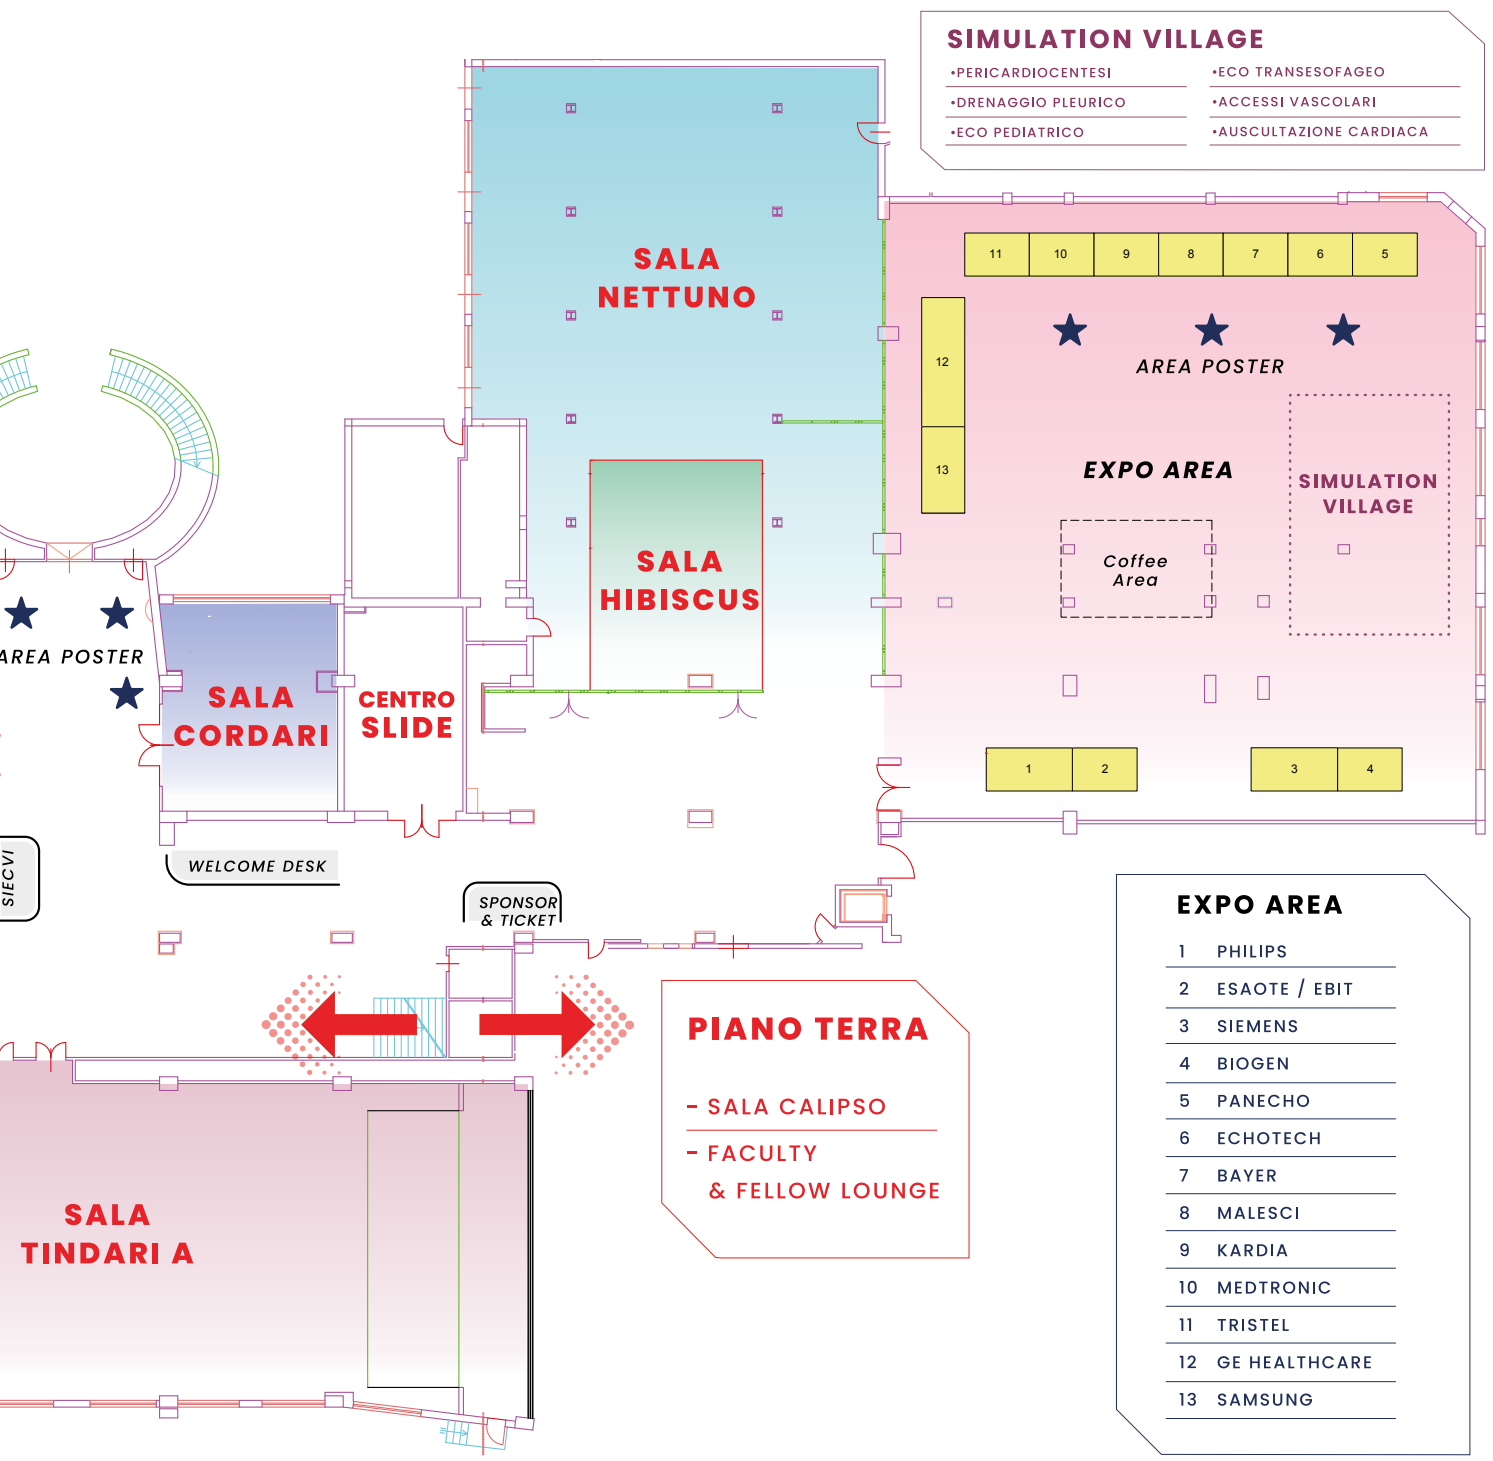 SIMULATION VILLAGE
•PERICARDIOCENTESI
•DRENAGGIO PLEURICO
•ECO PEDIATRICO
•ECO TRANSESOFAGEO
•ACCESSI VASCOLARI
•AUSCULTAZIONE CARDIACA
SALA
NETTUNO
11 10 9 8 7 6 5
12
13
AREA POSTER
EXPO AREA
SIMULATION
VILLAGE
Coffee
Area
SALA
HIBISCUS
AREA POSTER
SALA
CORDARI
CENTRO
SLIDE
1 2 3 4
SIECVI
WELCOME DESK
SPONSOR
& TICKET
PIANO TERRA
- SALA CALIPSO
- FACULTY
& FELLOW LOUNGE
SALA
TINDARI A
EXPO AREA
1 PHILIPS
2 ESAOTE / EBIT
3 SIEMENS
4 BIOGEN
5 PANECHO
6 ECHOTECH
7 BAYER
8 MALESCI
9 KARDIA
10 MEDTRONIC
11 TRISTEL
12 GE HEALTHCARE
13 SAMSUNG